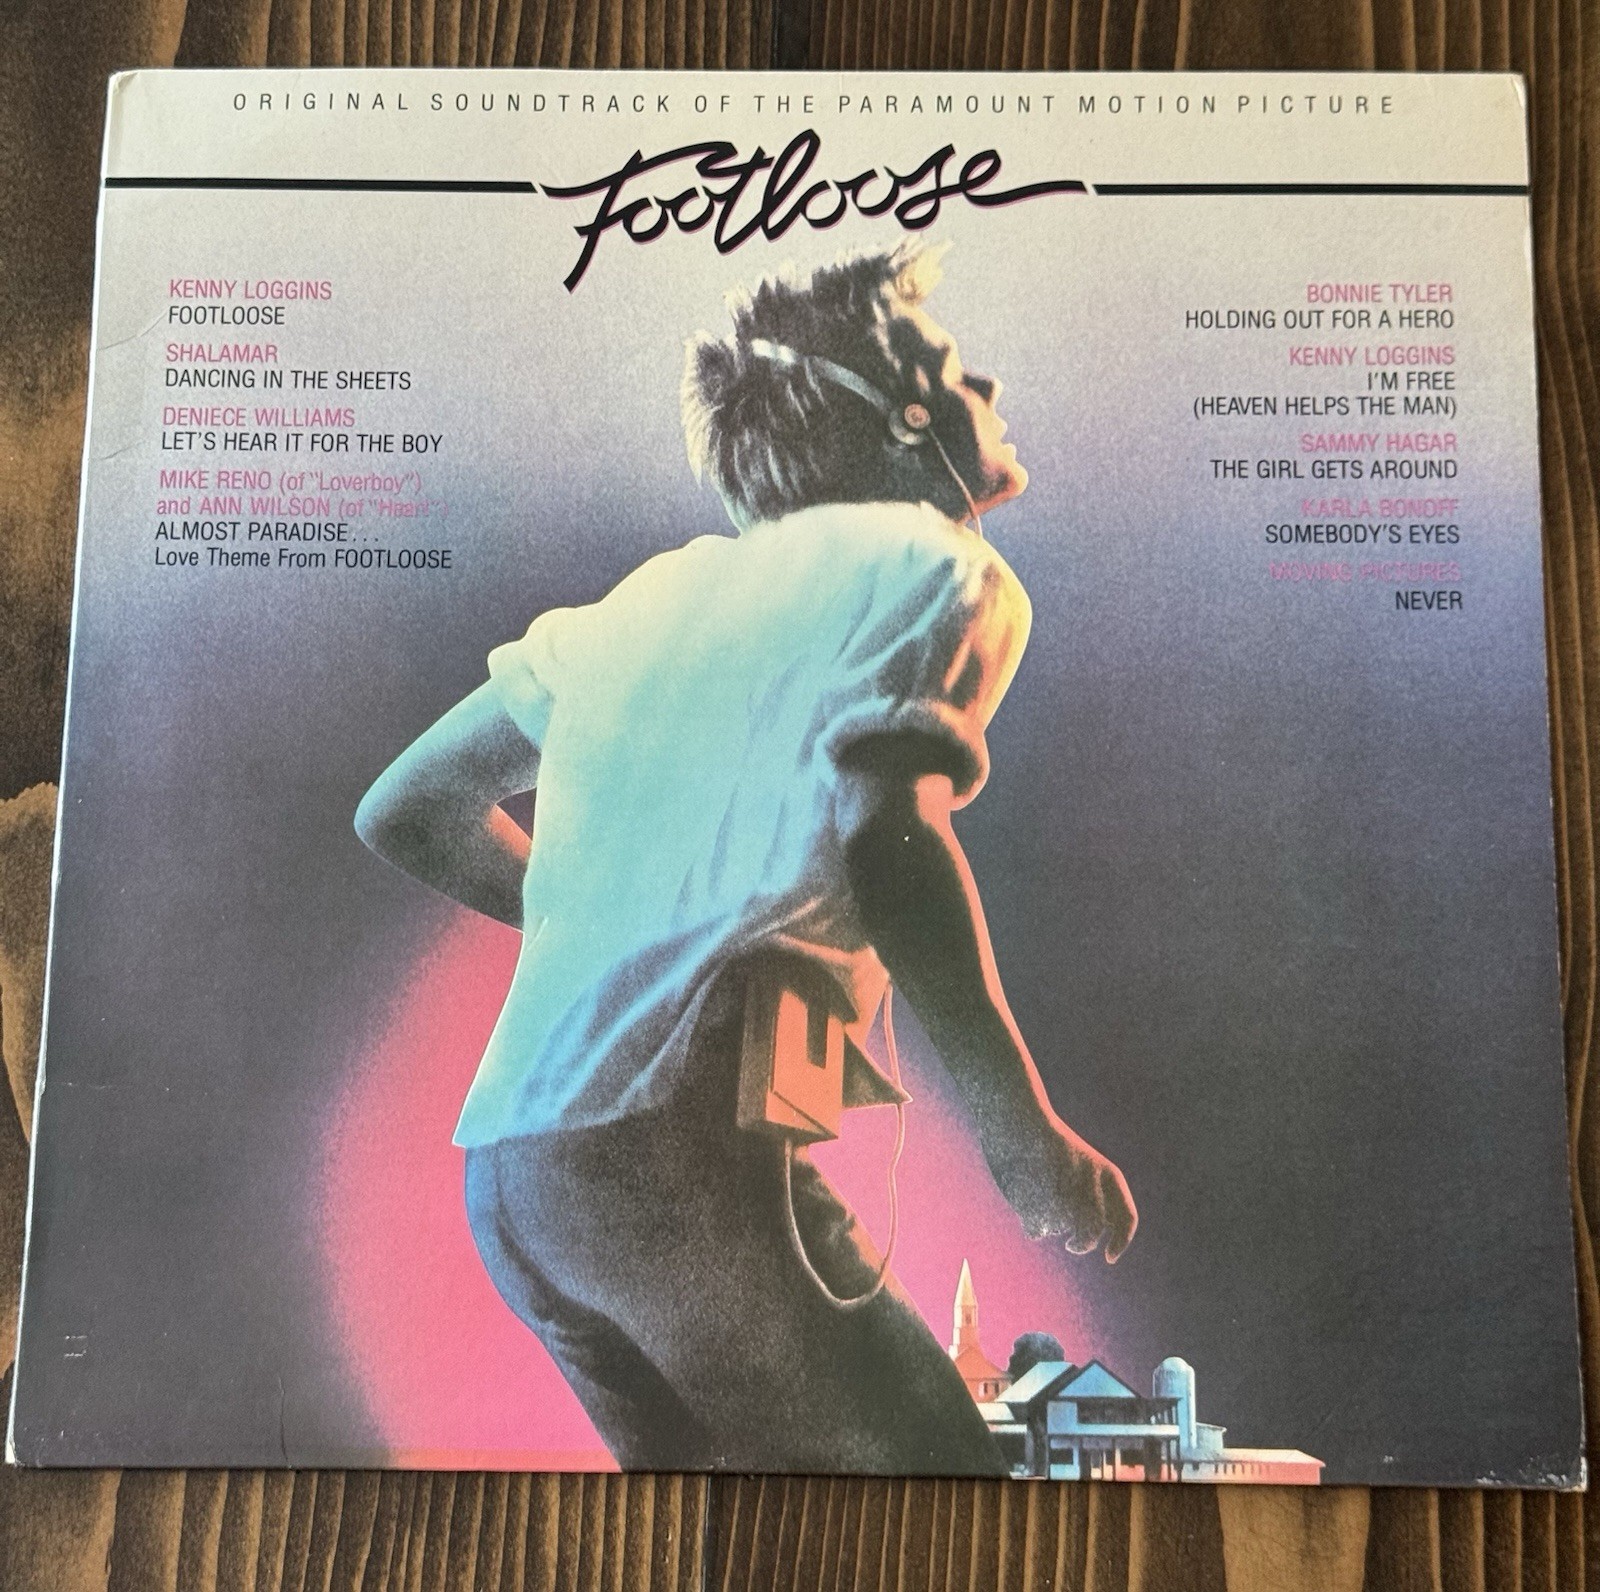 ORIGINAL SOUNDTRACK OF THE PARAMOUNT MOTION PICTURE
Footloose
KENNY LOGGINS
FOOTLOOSE
SHALAMAR
DANCING IN THE SHEETS
DENIECE WILLIAMS
LET'S HEAR IT FOR THE BOY
MIKE RENO (of "Loverboy")
and ANN WILSON (of "Heart")
ALMOST PARADISE...
Love Theme From FOOTLOOSE
BONNIE TYLER
HOLDING OUT FOR A HERO
KENNY LOGGINS
I'M FREE
(HEAVEN HELPS THE MAN)
SAMMY HAGAR
THE GIRL GETS AROUND
KARLA BONOFF
SOMEBODY'S EYES
MOVING PICTURES
NEVER